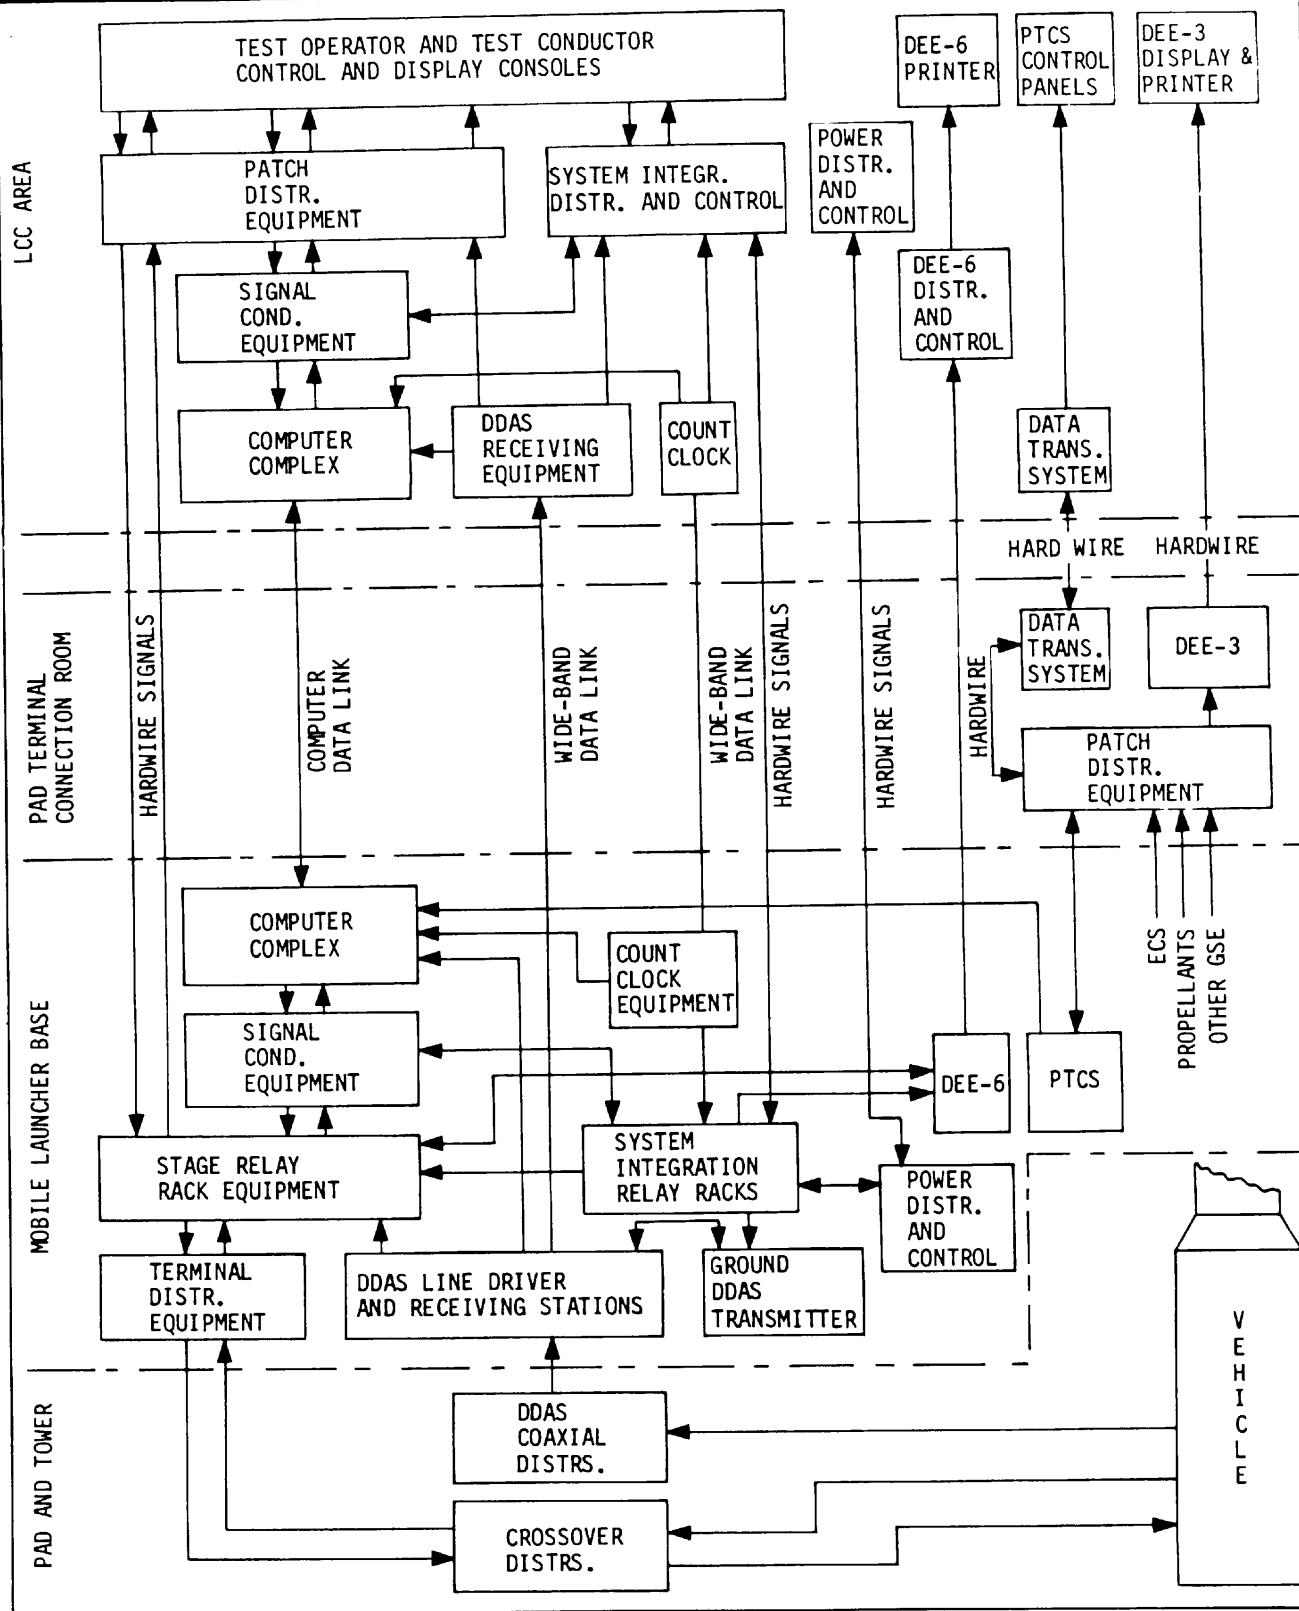 TEST OPERATOR AND TEST CONDUCTOR
CONTROL AND DISPLAY CONSOLES
DEE-6
PRINTER
PTCS
CONTROL
PANELS
DEE-3
DISPLAY &
PRINTER
LCC AREA
PATCH
DISTR.
EQUIPMENT
SYSTEM INTEGR.
DISTR. AND CONTROL
POWER
DISTR.
AND
CONTROL
SIGNAL
COND.
EQUIPMENT
DEE-6
DISTR.
AND
CONTROL
COMPUTER
COMPLEX
DDAS
RECEIVING
EQUIPMENT
COUNT
CLOCK
DATA
TRANS.
SYSTEM
HARD WIRE
HARDWIRE
PAD TERMINAL
CONNECTION ROOM
HARDWIRE SIGNALS
COMPUTER
DATA LINK
WIDE-BAND
DATA LINK
WIDE-BAND
DATA LINK
HARDWIRE SIGNALS
HARDWIRE SIGNALS
HARDWIRE
DATA
TRANS.
SYSTEM
DEE-3
PATCH
DISTR.
EQUIPMENT
MOBILE LAUNCHER BASE
COMPUTER
COMPLEX
COUNT
CLOCK
EQUIPMENT
ECS
PROPELLANTS
OTHER GSE
SIGNAL
COND.
EQUIPMENT
DEE-6
PTCS
STAGE RELAY
RACK EQUIPMENT
SYSTEM
INTEGRATION
RELAY RACKS
POWER
DISTR.
AND
CONTROL
TERMINAL
DISTR.
EQUIPMENT
DDAS LINE DRIVER
AND RECEIVING STATIONS
GROUND
DDAS
TRANSMITTER
VEHICLE
PAD AND TOWER
DDAS
COAXIAL
DISTRS.
CROSSOVER
DISTRS.